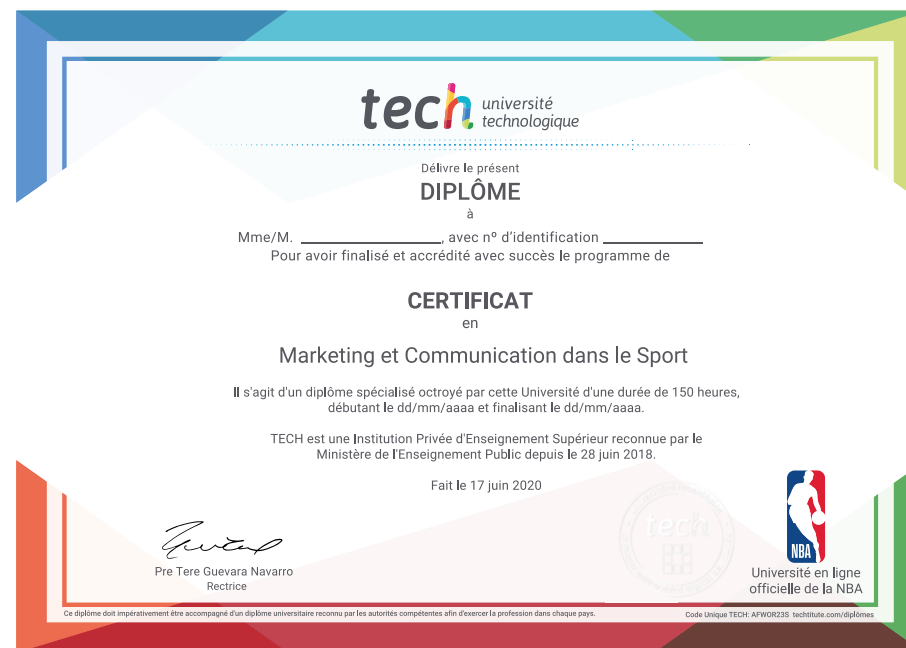 tech université
technologique
Délivre le présent
DIPLÔME
à
Mme/M. ____________________, avec nº d'identification ______________
Pour avoir finalisé et accrédité avec succès le programme de
CERTIFICAT
en
Marketing et Communication dans le Sport
Il s'agit d'un diplôme spécialisé octroyé par cette Université d'une durée de 150 heures,
débutant le dd/mm/aaaa et finalisant le dd/mm/aaaa.
TECH est une Institution Privée d'Enseignement Supérieur reconnue par le
Ministère de l'Enseignement Public depuis le 28 juin 2018.
Fait le 17 juin 2020
tech
NBA
Pre Tere Guevara Navarro
Rectrice
Université en ligne
officielle de la NBA
Ce diplôme doit impérativement être accompagné d'un diplôme universitaire reconnu par les autorités compétentes afin d'exercer la profession dans chaque pays.
Code Unique TECH: AFWOR23S techtitute.com/diplômes